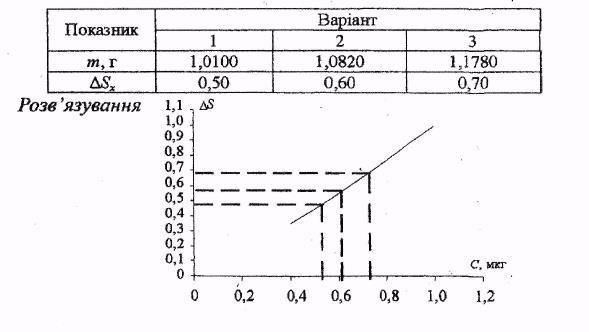 Показник Варіант
1 2 3
m, г 1,0100 1,0820 1,1780
ΔSx 0,50 0,60 0,70
Розв’язування
1,1 ΔS
1,0
0,9
0,8
0,7
0,6
0,5
0,4
0,3
0,2
0,1
0
C, мкг
0 0,2 0,4 0,6 0,8 1,0 1,2